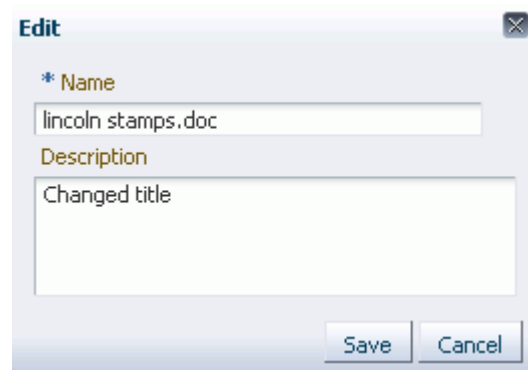 Edit
* Name
lincoln stamps.doc
Description
Changed title
Save Cancel